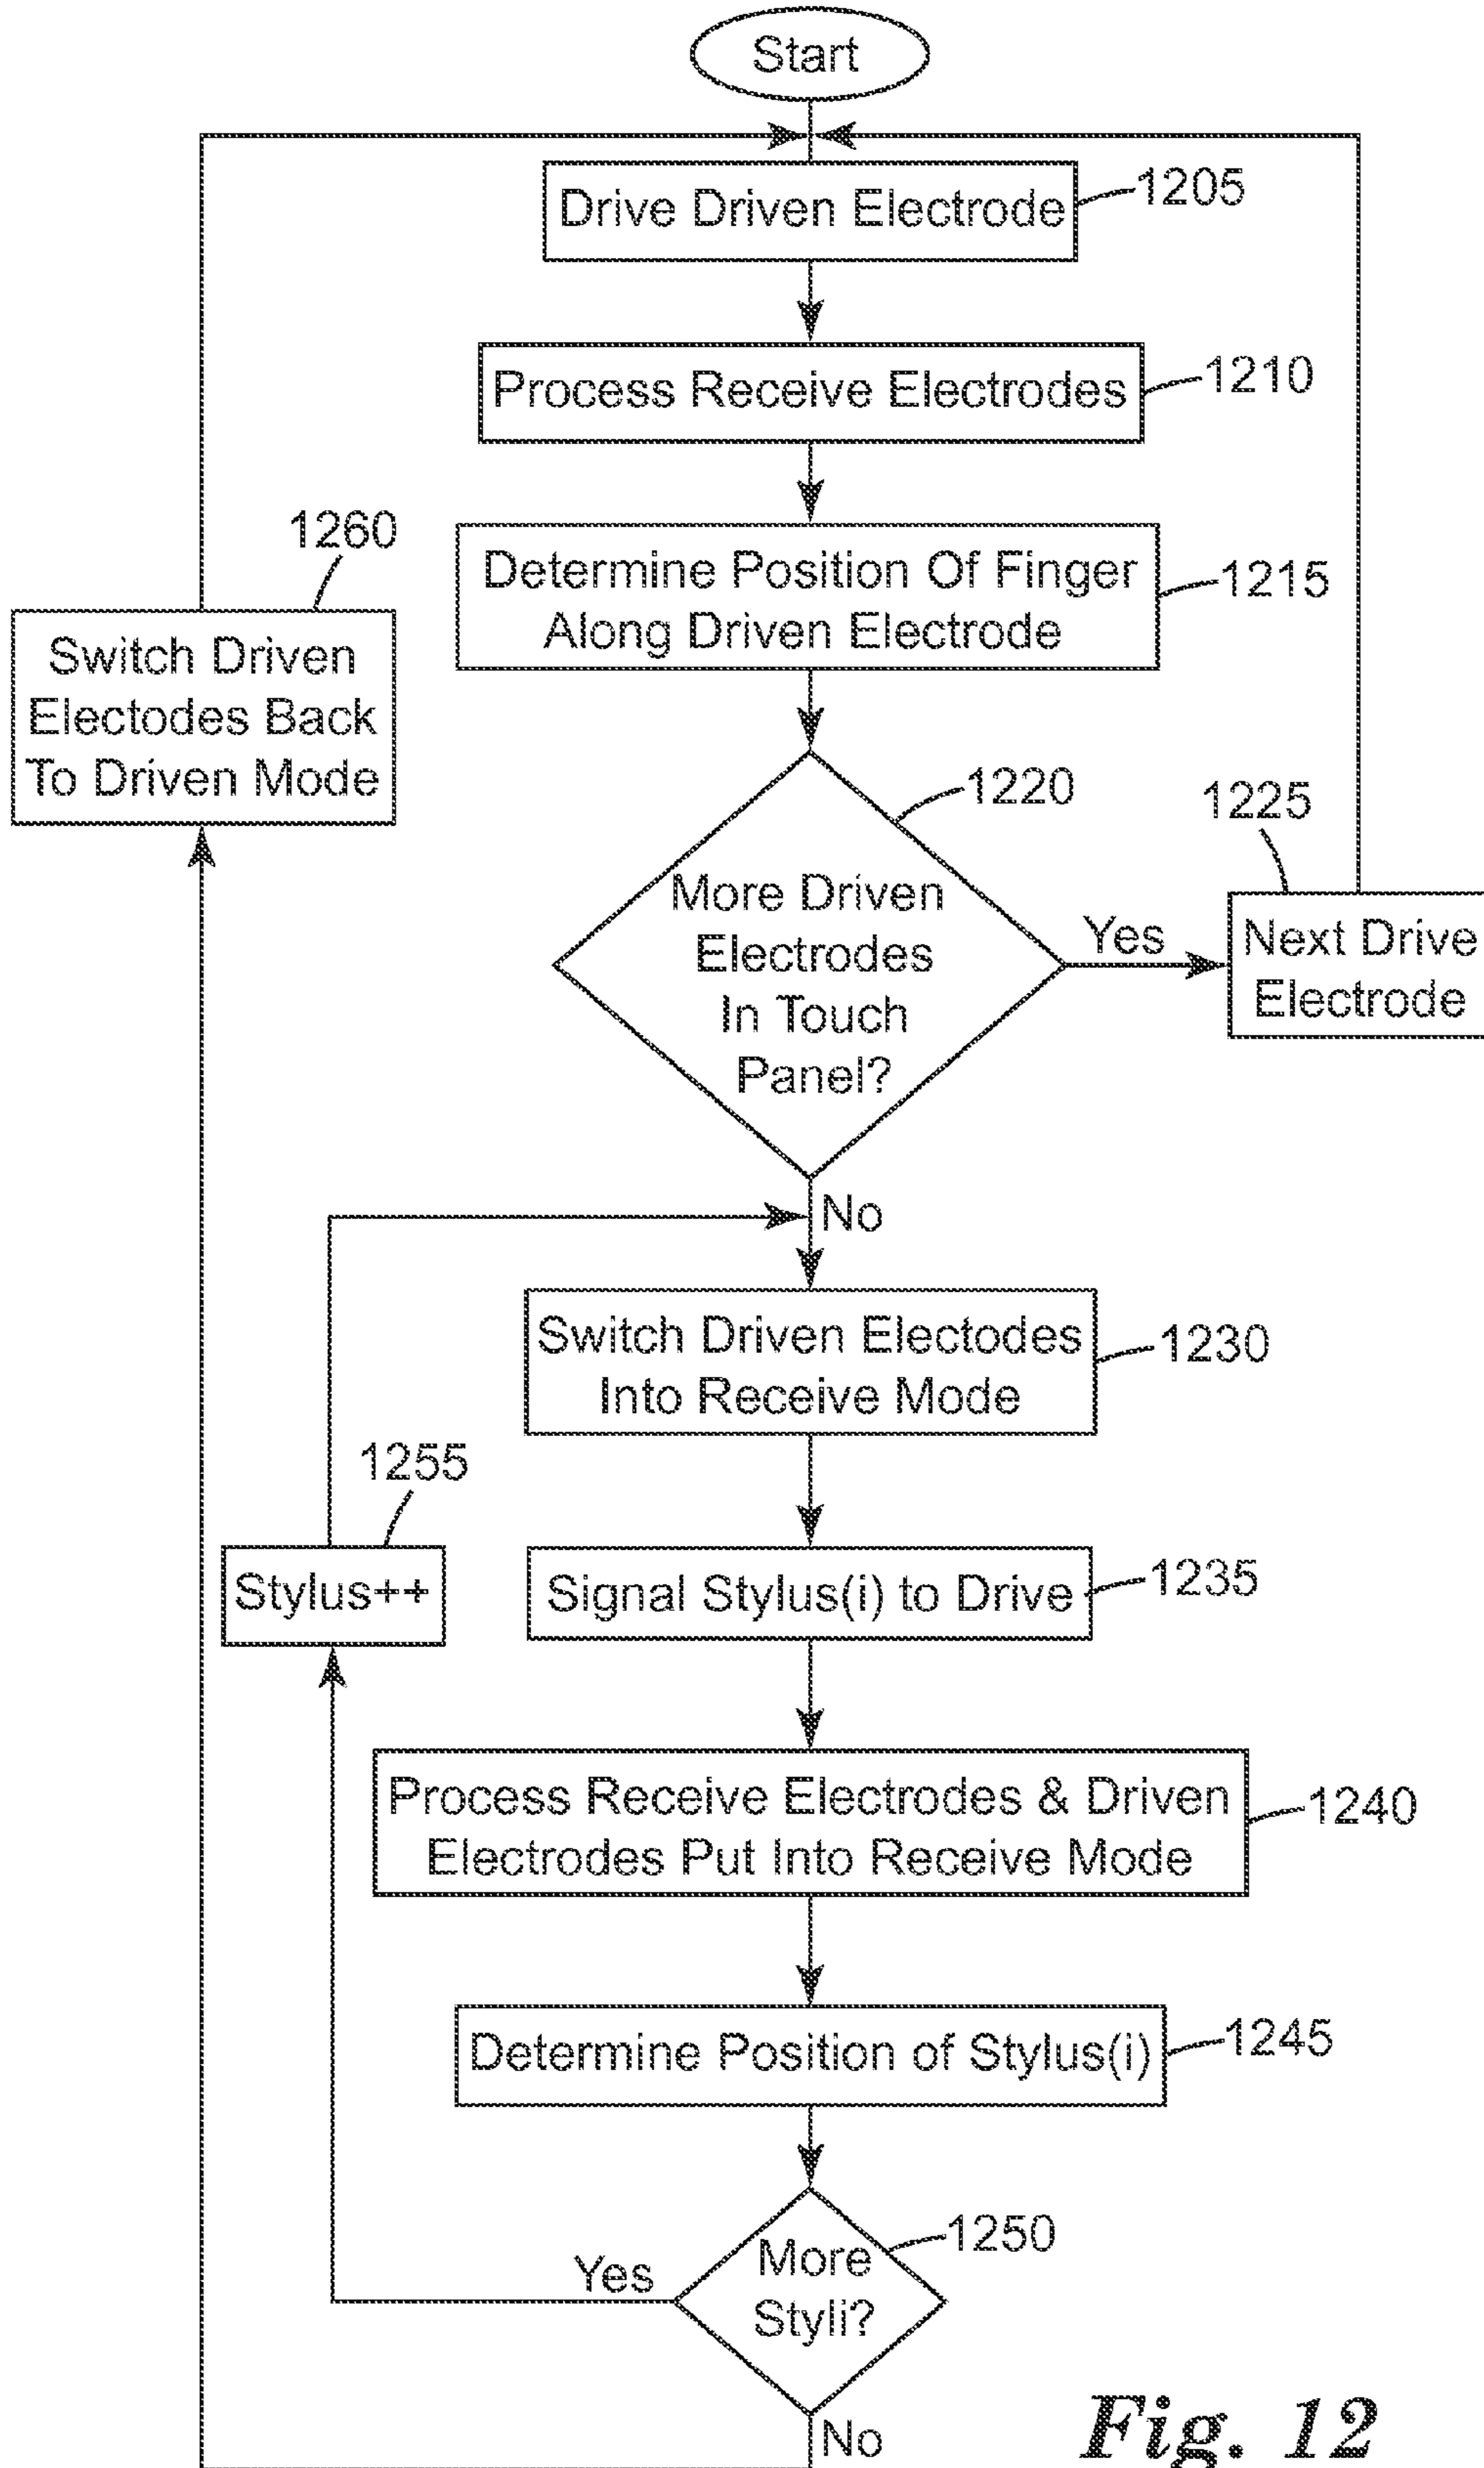 Start
Drive Driven Electrode
1205
Process Receive Electrodes
1210
Determine Position Of Finger
Along Driven Electrode
1215
1260
Switch Driven
Electodes Back
To Driven Mode
1220
More Driven
Electrodes
In Touch
Panel?
Yes
1225
Next Drive
Electrode
No
Switch Driven Electodes
Into Receive Mode
1230
1255
Stylus++
Signal Stylus(i) to Drive
1235
Process Receive Electrodes & Driven
Electrodes Put Into Receive Mode
1240
Determine Position of Stylus(i)
1245
1250
More
Styli?
Yes
No
Fig. 12